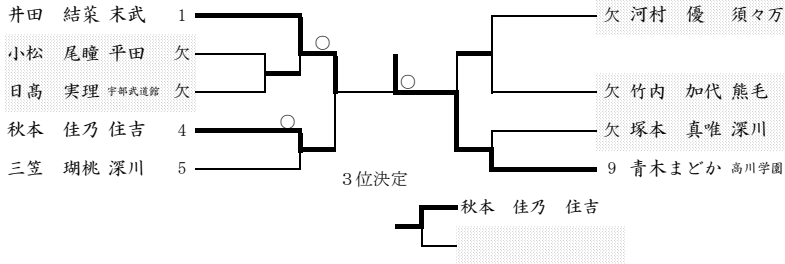 井田 結菜 末武 1
小松 尾瞳 平田 欠
日髙 実理 宇部武道館 欠
秋本 佳乃 住吉 4
三笠 瑚桃 深川 5
欠 河村 優 須々万
欠 竹内 加代 熊毛
欠 塚本 真唯 深川
9 青木まどか 高川学園
３位決定
秋本 佳乃 住吉